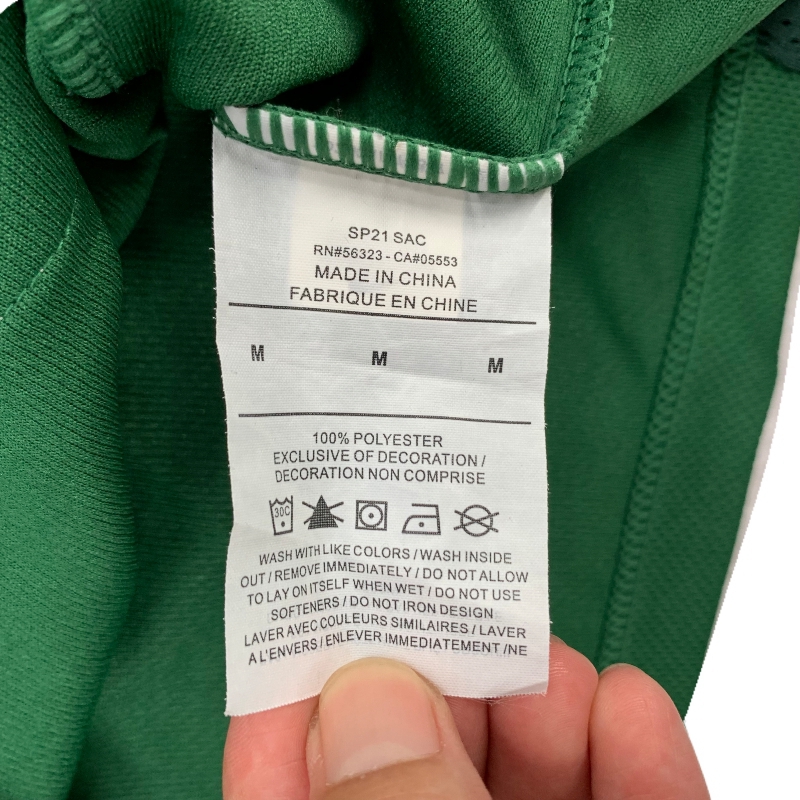 SP21 SAC
RN#56323 - CA#05553
MADE IN CHINA
FABRIQUE EN CHINE
M M M
100% POLYESTER
EXCLUSIVE OF DECORATION /
DECORATION NON COMPRISE
30C
WASH WITH LIKE COLORS / WASH INSIDE
OUT / REMOVE IMMEDIATELY / DO NOT ALLOW
TO LAY ON ITSELF WHEN WET / DO NOT USE
SOFTENERS / DO NOT IRON DESIGN
LAVER AVEC COULEURS SIMILAIRES / LAVER
A L'ENVERS / ENLEVER IMMEDIATEMENT /NE